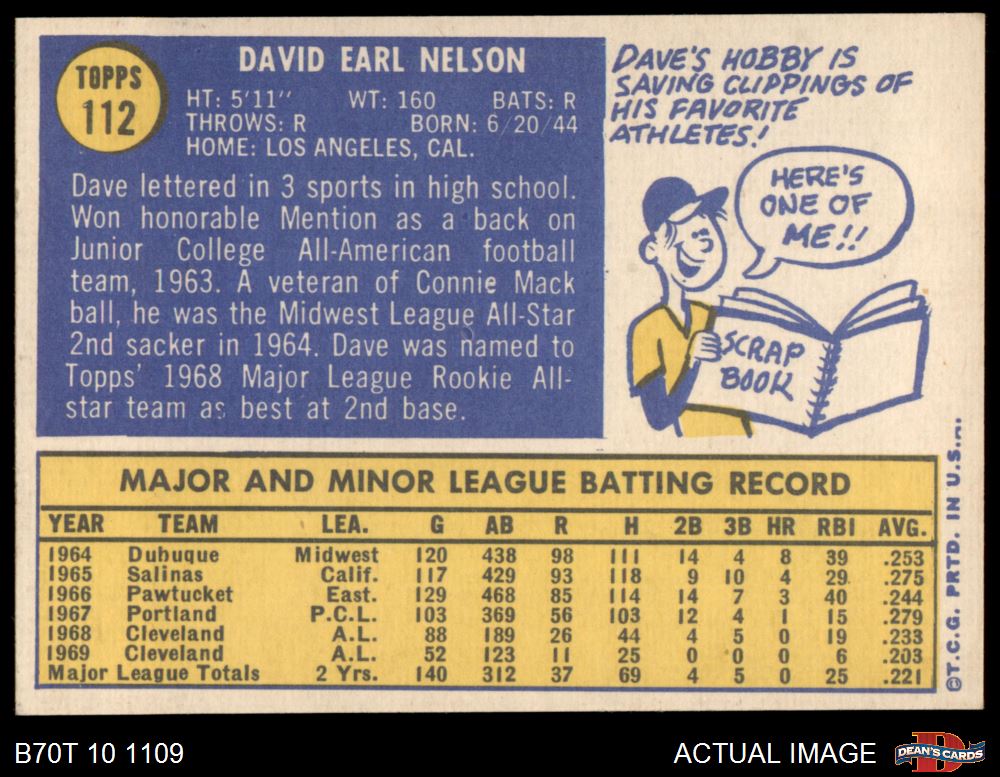 TOPPS
112
DAVID EARL NELSON
HT: 5'11" WT: 160 BATS: R
THROWS: R BORN: 6/20/44
HOME: LOS ANGELES, CAL.
Dave lettered in 3 sports in high school.
Won honorable Mention as a back on
Junior College All-American football
team, 1963. A veteran of Connie Mack
ball, he was the Midwest League All-Star
2nd sacker in 1964. Dave was named to
Topps' 1968 Major League Rookie All-
star team as best at 2nd base.
DAVE'S HOBBY IS
SAVING CLIPPINGS OF
HIS FAVORITE
ATHLETES!
HERE'S
ONE OF
ME!!
SCRAP
BOOK
MAJOR AND MINOR LEAGUE BATTING RECORD
YEAR TEAM LEA. G AB R H 2B 3B HR RBI AVG.
1964 Dubuque Midwest 120 438 98 111 14 4 8 39 .253
1965 Salinas Calif. 117 429 93 118 9 10 4 29 .275
1966 Pawtucket East. 129 468 85 114 14 7 3 40 .244
1967 Portland P.C.L. 103 369 56 103 12 4 1 15 .279
1968 Cleveland A.L. 88 189 26 44 4 5 0 19 .233
1969 Cleveland A.L. 52 123 11 25 0 0 0 6 .203
Major League Totals 2 Yrs. 140 312 37 69 4 5 0 25 .221
©T.C.G. PRTD. IN U.S.A.
B70T 10 1109
ACTUAL IMAGE
DEAN'S CARDS